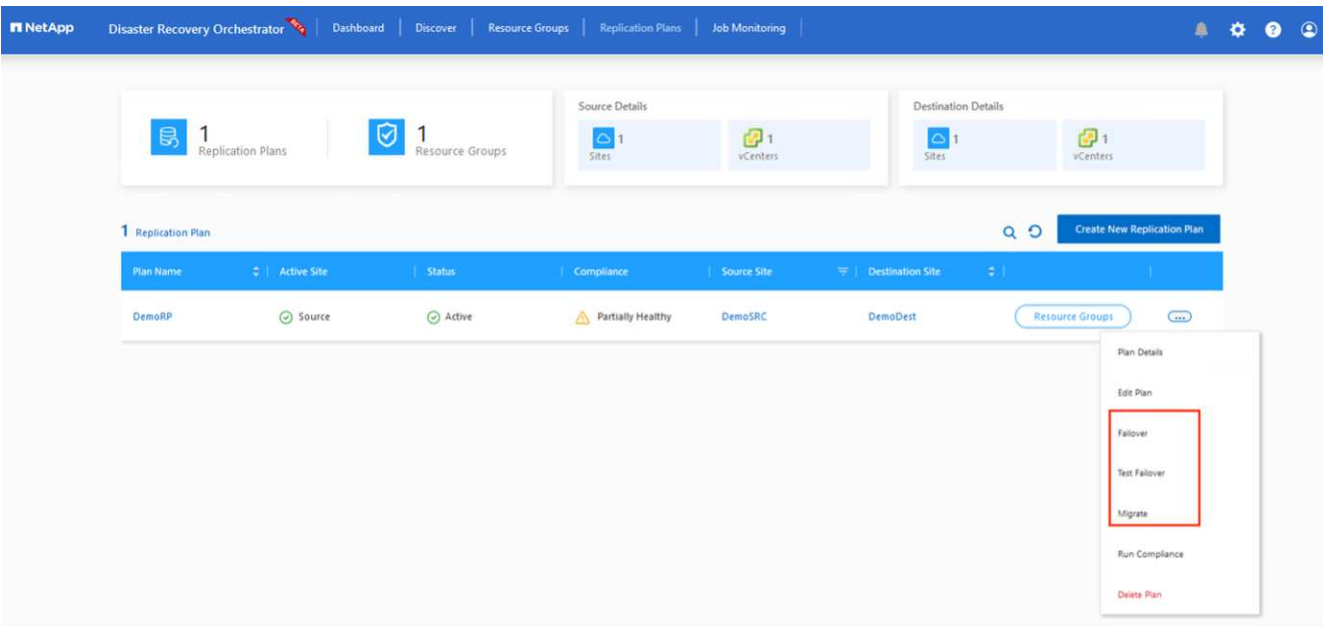 NetApp Disaster Recovery Orchestrator Dashboard Discover Resource Groups Replication Plans Job Monitoring
Source Details
Destination Details
1
Replication Plans
1
Resource Groups
1
Sites
1
vCenters
1
Sites
1
vCenters
1 Replication Plan
Create New Replication Plan
Plan Name Active Site Status Compliance Source Site Destination Site
DemoRP Source Active Partially Healthy DemoSRC DemoDest Resource Groups ...
Plan Details
Edit Plan
Failover
Test Failover
Migrate
Run Compliance
Delete Plan